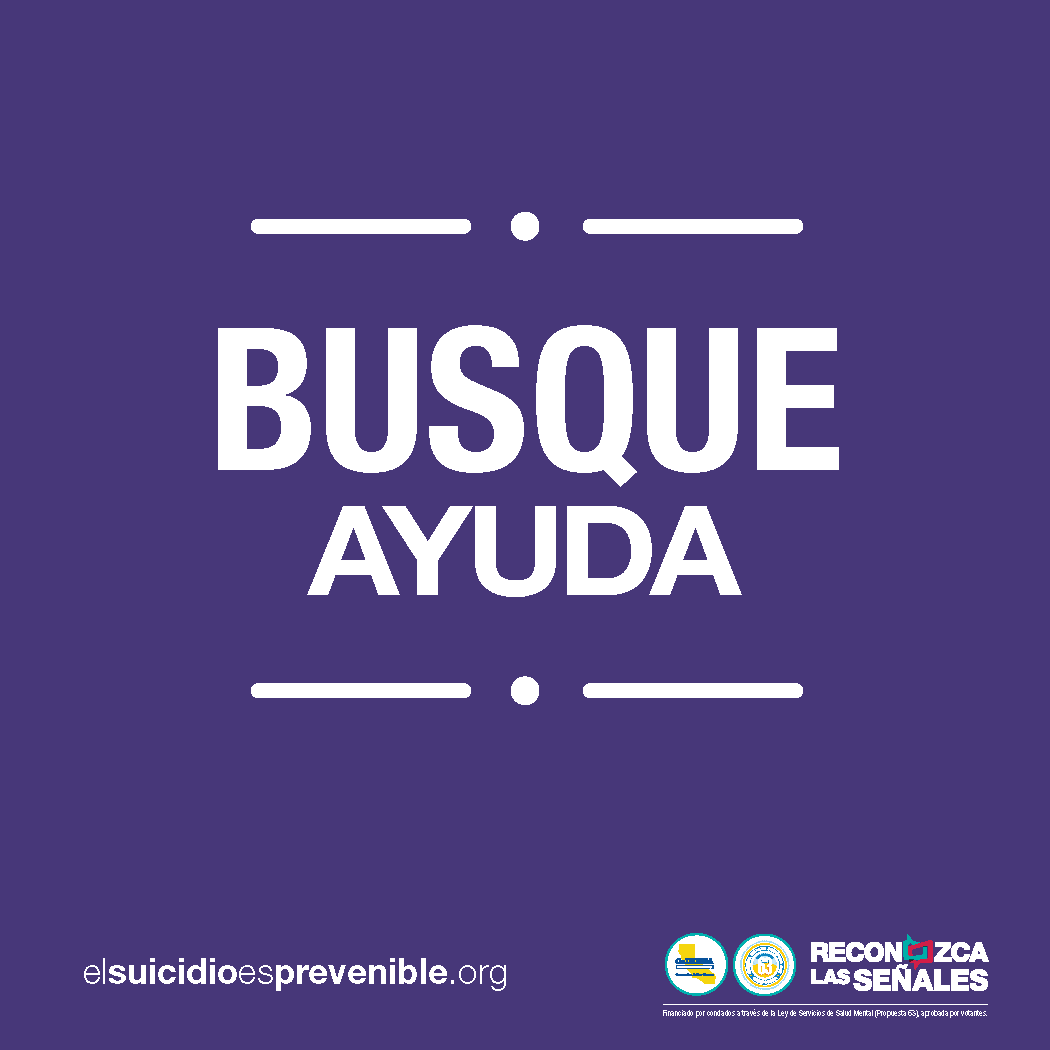 BUSQUE
AYUDA
elsuicidioesprevenible.org
63
RECONOZCA
LAS SEÑALES
Financiado por condados a través de la Ley de Servicios de Salud Mental (Propuesta 63), aprobada por votantes.